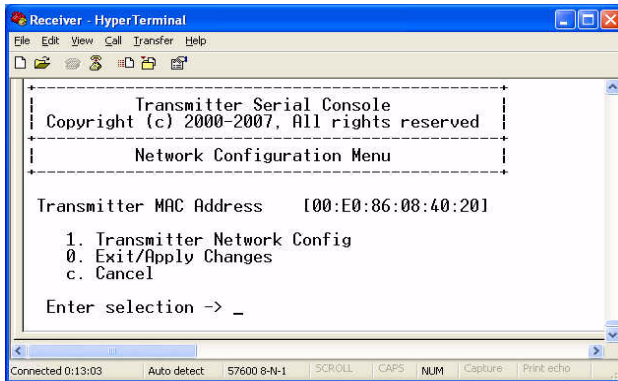 Receiver - HyperTerminal
File Edit View Call Transfer Help
Transmitter Serial Console
Copyright (c) 2000-2007, All rights reserved
Network Configuration Menu
Transmitter MAC Address [00:E0:86:08:40:20]
1. Transmitter Network Config
0. Exit/Apply Changes
c. Cancel
Enter selection -> _
Connected 0:13:03 Auto detect 57600 8-N-1 SCROLL CAPS NUM Capture Print echo